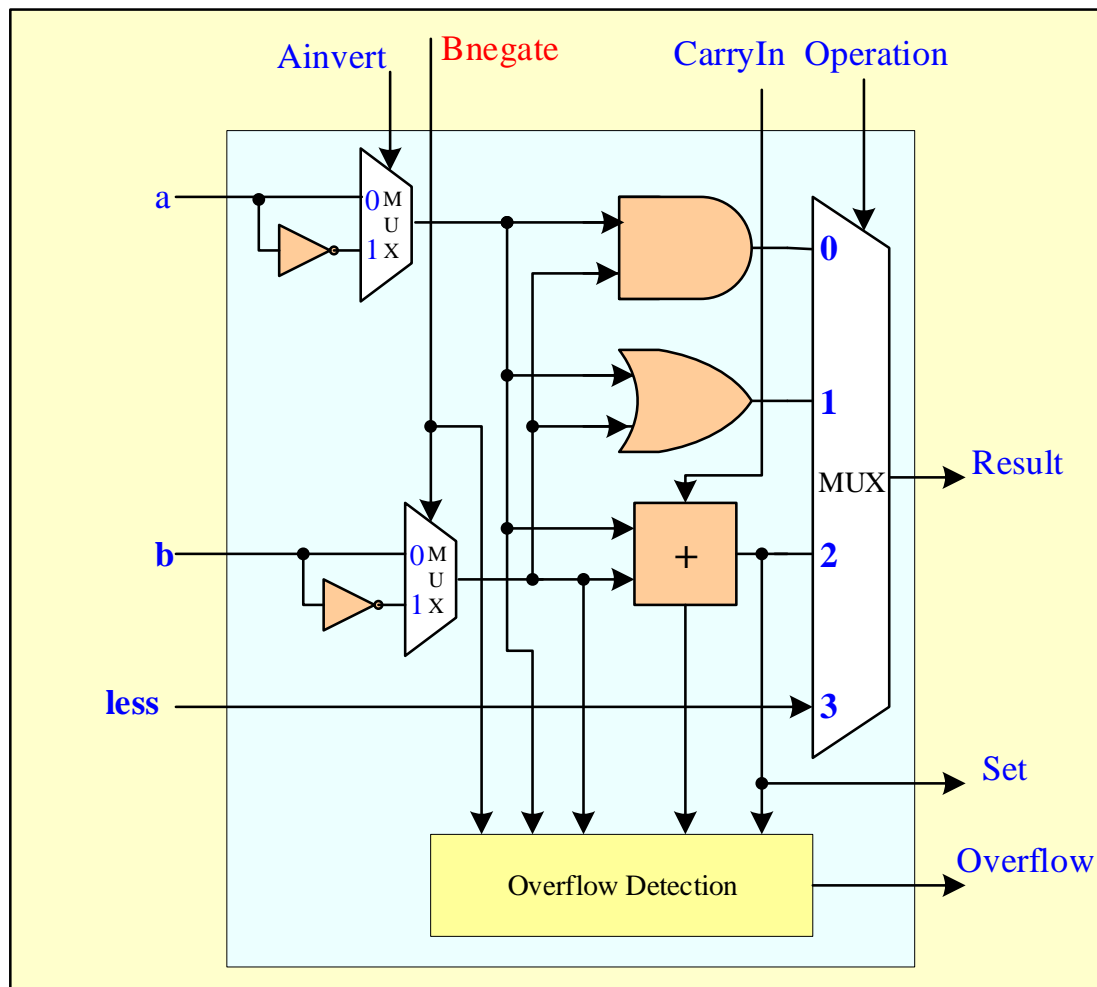 Bnegate
CarryIn Operation
Ainvert
a
0 M
U
1 X
0
1
Result
MUX
b
0 M
U
1 X
+
2
less
3
Set
Overflow
Overflow Detection